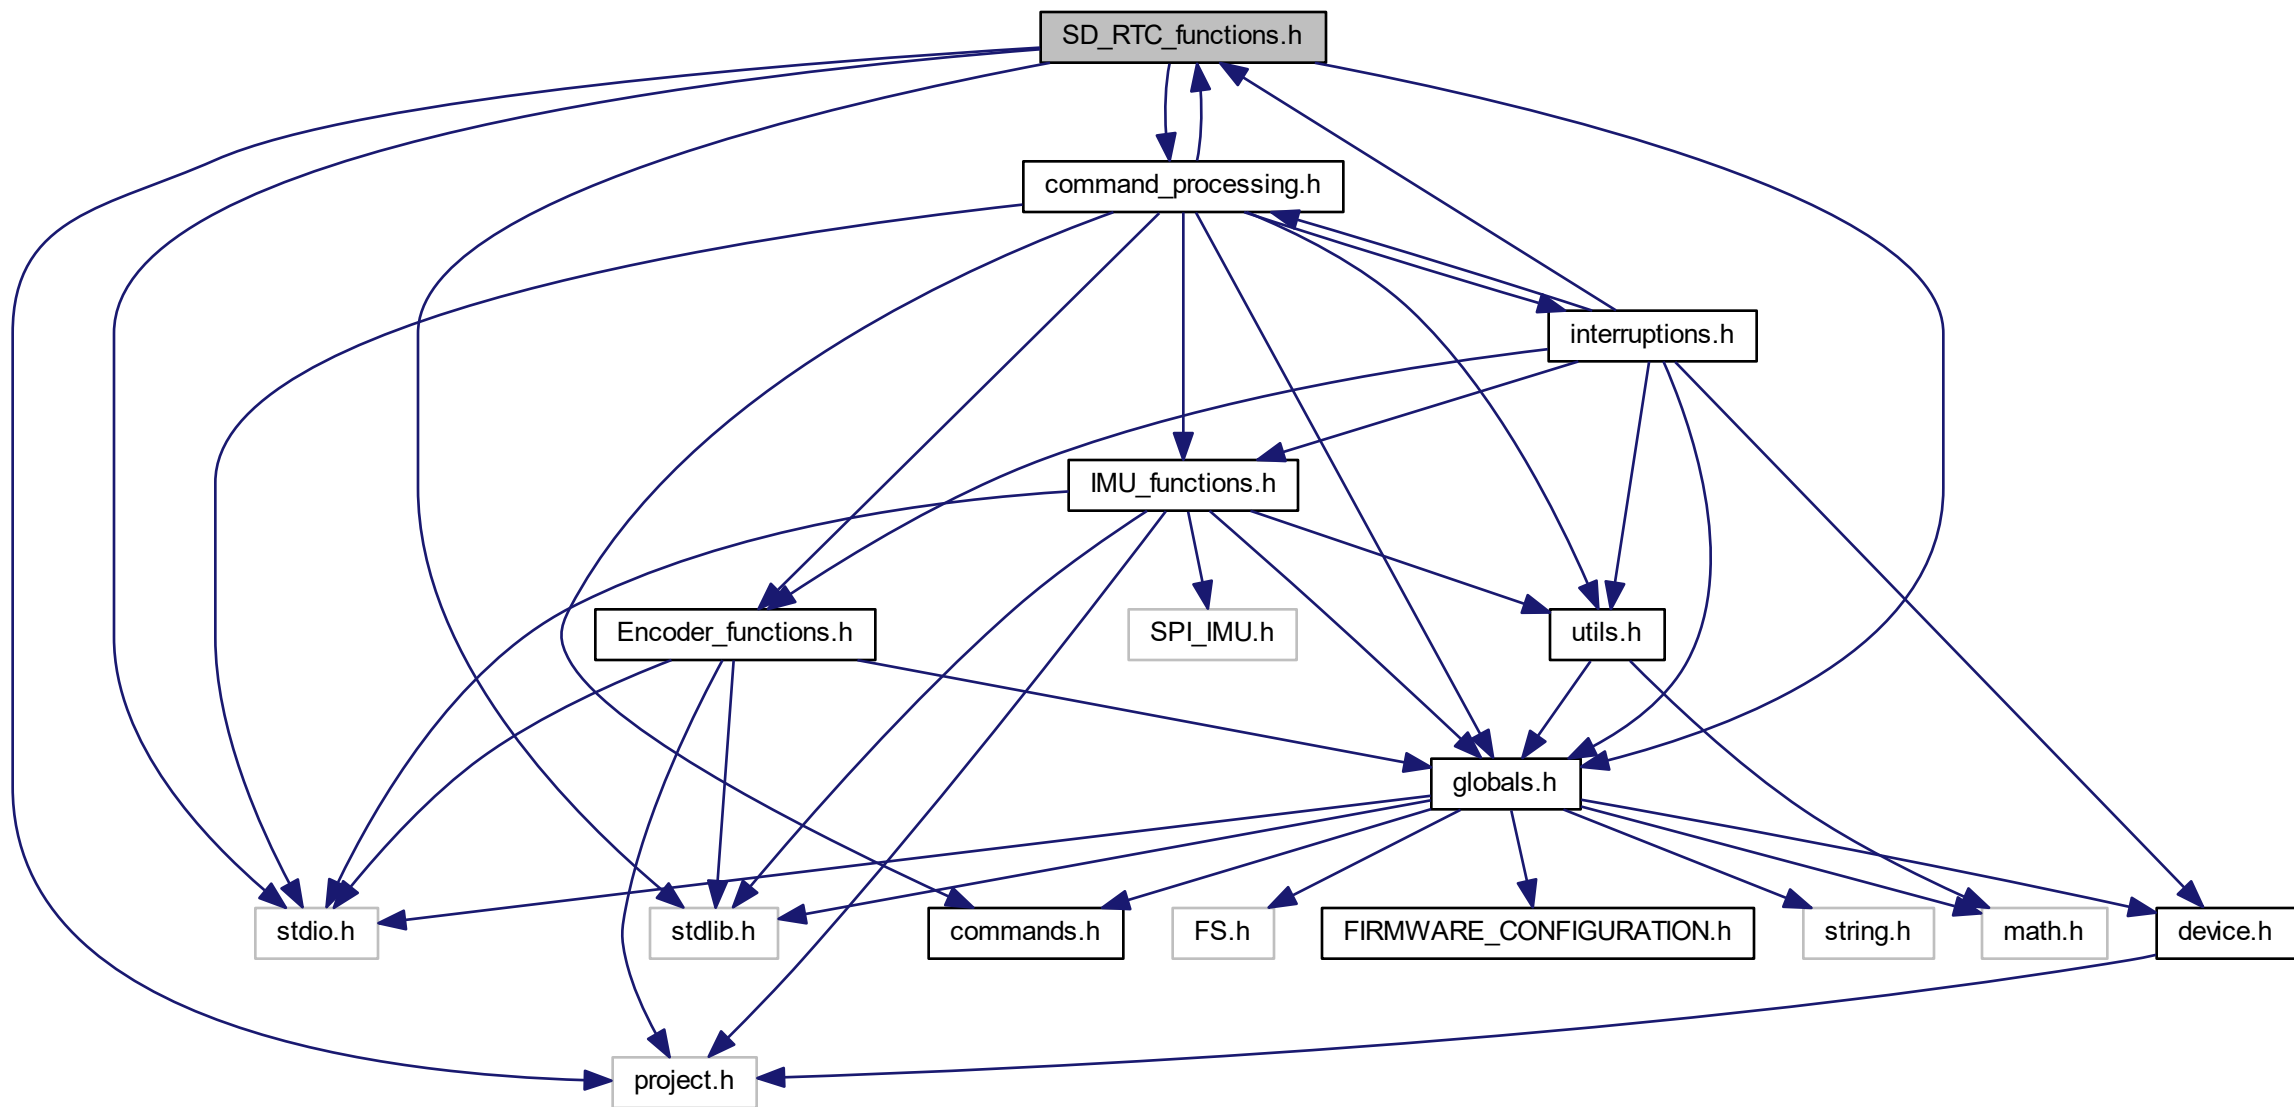 SD_RTC_functions.h
command_processing.h
interruptions.h
IMU_functions.h
Encoder_functions.h
SPI_IMU.h
utils.h
globals.h
stdio.h
stdlib.h
commands.h
FS.h
FIRMWARE_CONFIGURATION.h
string.h
math.h
device.h
project.h